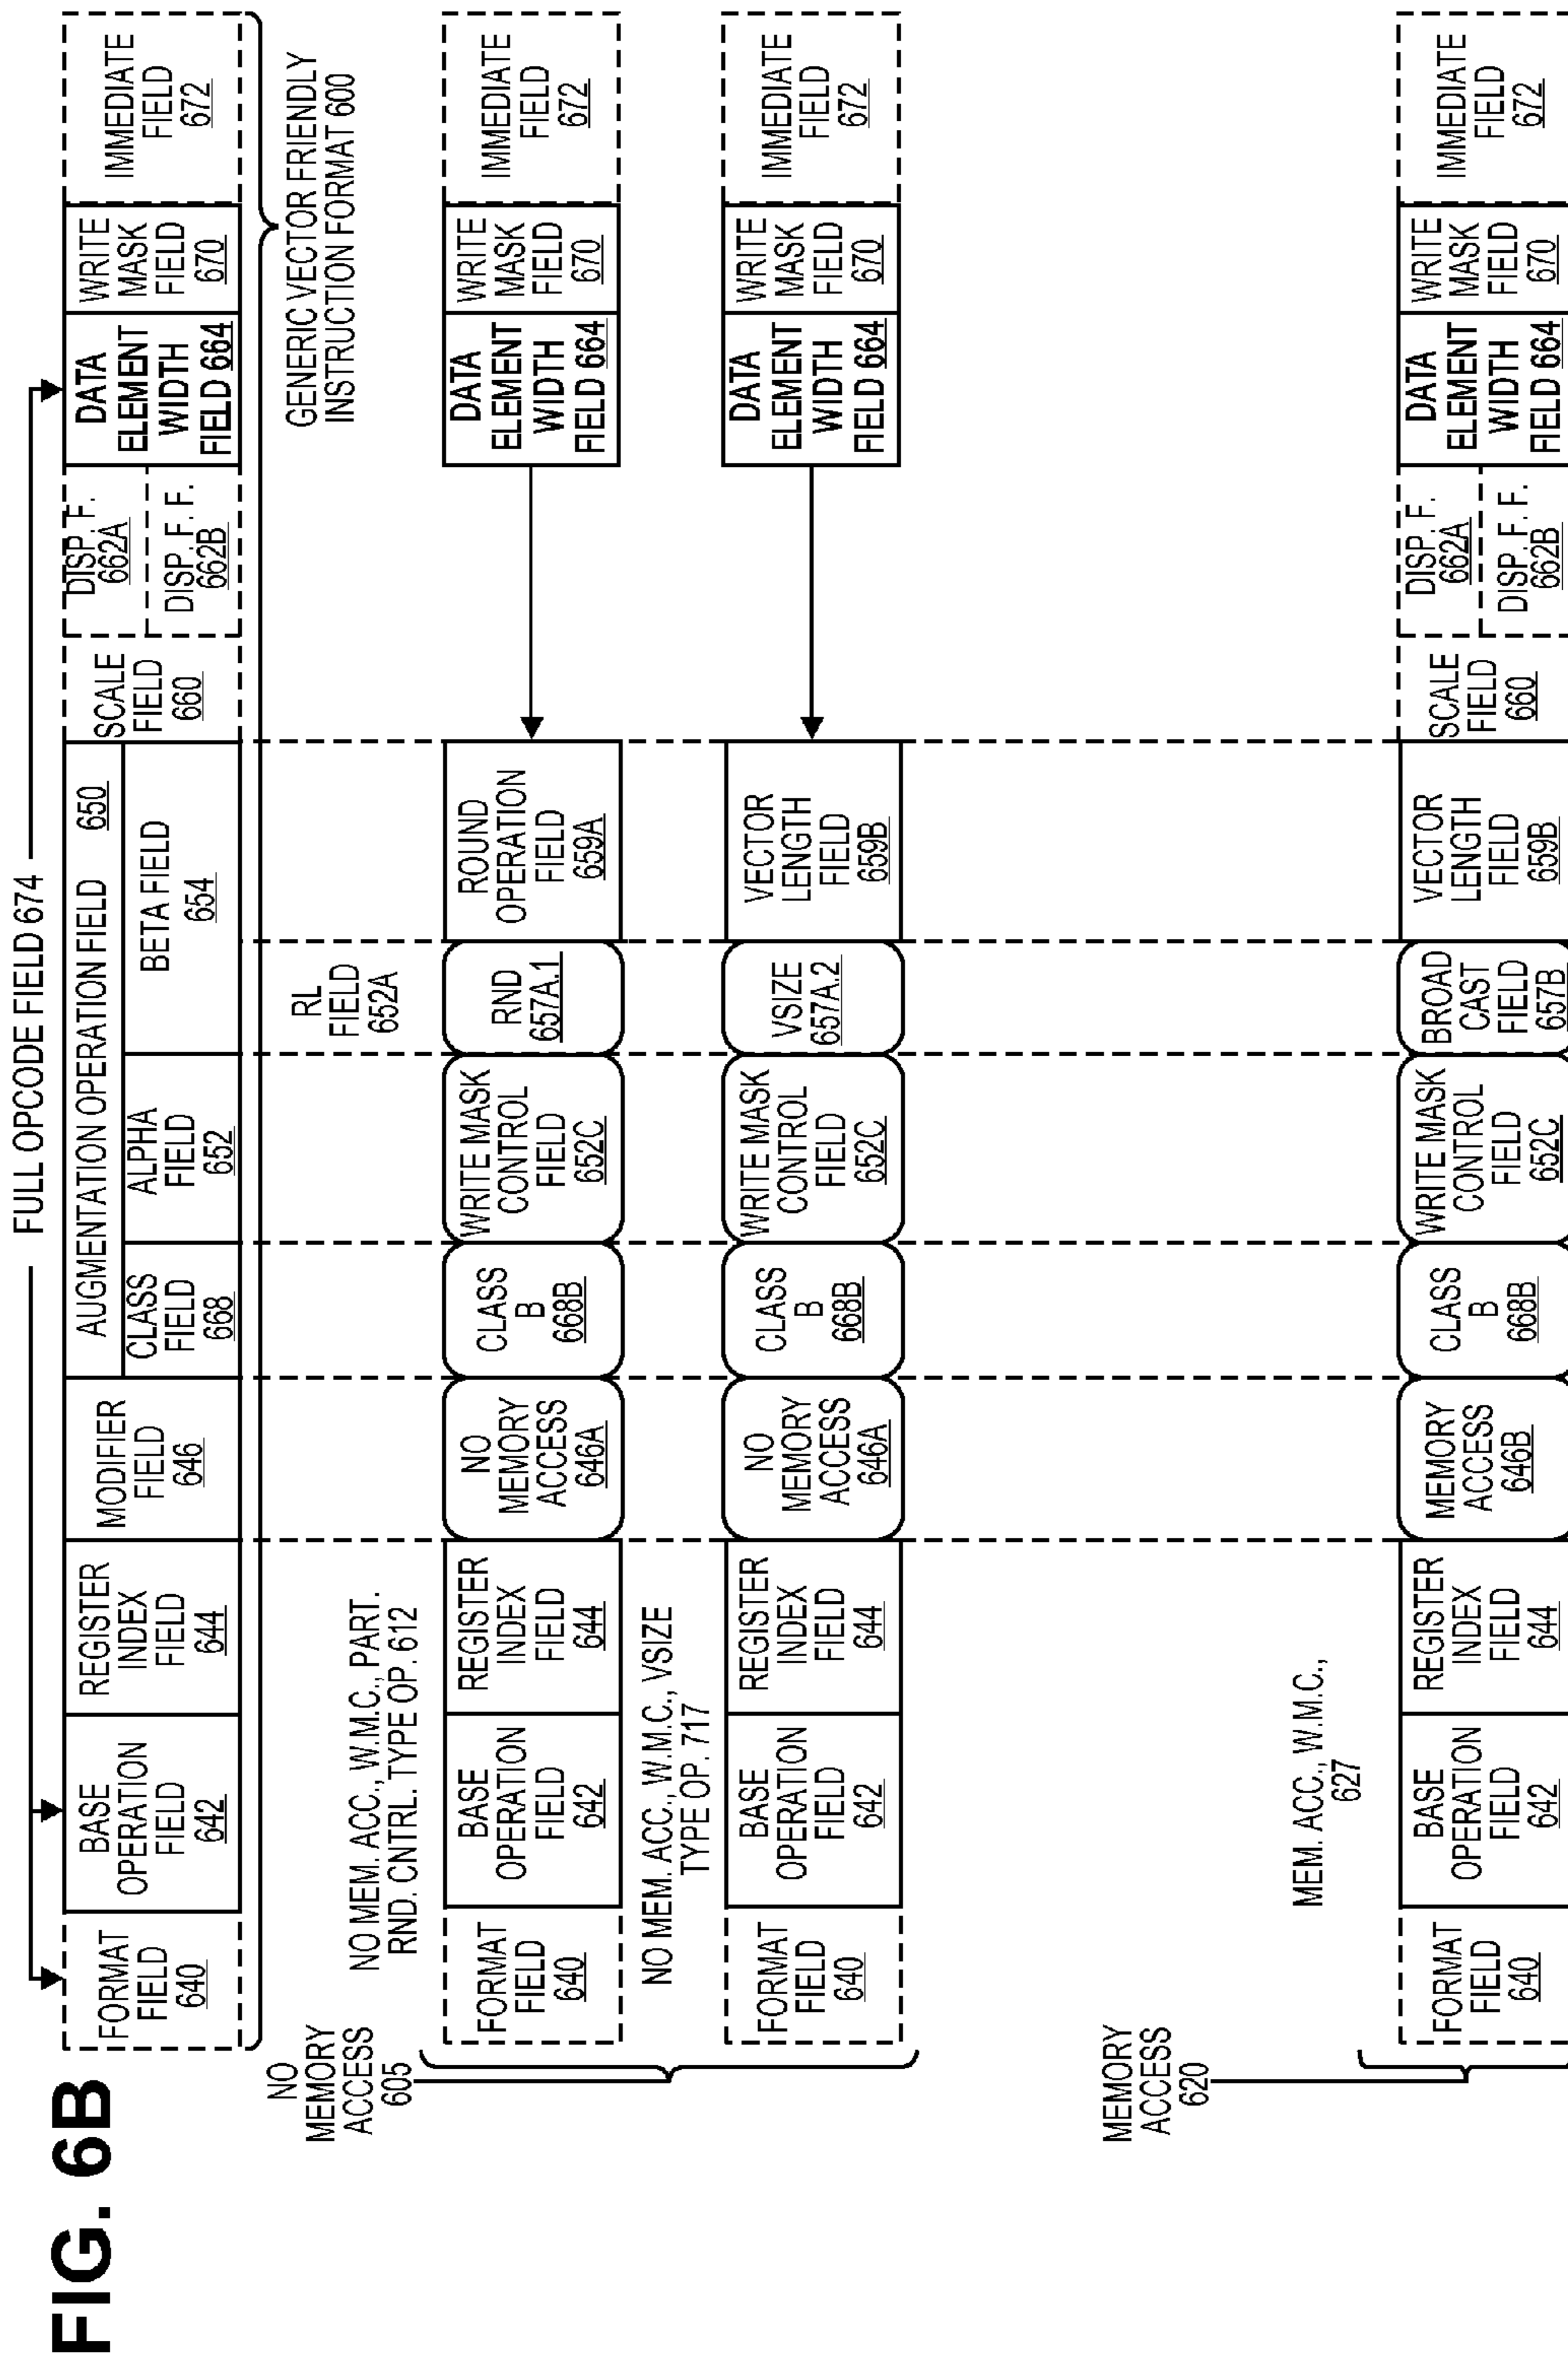 FIG. 6B
FULL OPCODE FIELD 674
FORMAT
FIELD
640
BASE
OPERATION
FIELD
642
REGISTER
INDEX
FIELD
644
MODIFIER
FIELD
646
AUGMENTATION OPERATION FIELD 650
CLASS
FIELD
668
ALPHA
FIELD
652
BETA FIELD
654
SCALE
FIELD
660
DISP. F.
662A
DISP. F. F.
662B
DATA
ELEMENT
WIDTH
FIELD 664
WRITE
MASK
FIELD
670
IMMEDIATE
FIELD
672
GENERIC VECTOR FRIENDLY
INSTRUCTION FORMAT 600
NO
MEMORY
ACCESS
605
NO MEM. ACC., W.M.C., PART.
RND. CNTRL. TYPE OP. 612
RL
FIELD
652A
FORMAT
FIELD
640
BASE
OPERATION
FIELD
642
REGISTER
INDEX
FIELD
644
NO
MEMORY
ACCESS
646A
CLASS
B
668B
WRITE MASK
CONTROL
FIELD
652C
RND
657A.1
ROUND
OPERATION
FIELD
659A
DATA
ELEMENT
WIDTH
FIELD 664
WRITE
MASK
FIELD
670
IMMEDIATE
FIELD
672
NO MEM. ACC., W.M.C., VSIZE
TYPE OP. 717
FORMAT
FIELD
640
BASE
OPERATION
FIELD
642
REGISTER
INDEX
FIELD
644
NO
MEMORY
ACCESS
646A
CLASS
B
668B
WRITE MASK
CONTROL
FIELD
652C
VSIZE
657A.2
VECTOR
LENGTH
FIELD
659B
DATA
ELEMENT
WIDTH
FIELD 664
WRITE
MASK
FIELD
670
IMMEDIATE
FIELD
672
MEMORY
ACCESS
620
MEM. ACC., W.M.C.,
627
FORMAT
FIELD
640
BASE
OPERATION
FIELD
642
REGISTER
INDEX
FIELD
644
MEMORY
ACCESS
646B
CLASS
B
668B
WRITE MASK
CONTROL
FIELD
652C
BROAD
CAST
FIELD
657B
VECTOR
LENGTH
FIELD
659B
SCALE
FIELD
660
DISP. F.
662A
DISP. F. F.
662B
DATA
ELEMENT
WIDTH
FIELD 664
WRITE
MASK
FIELD
670
IMMEDIATE
FIELD
672